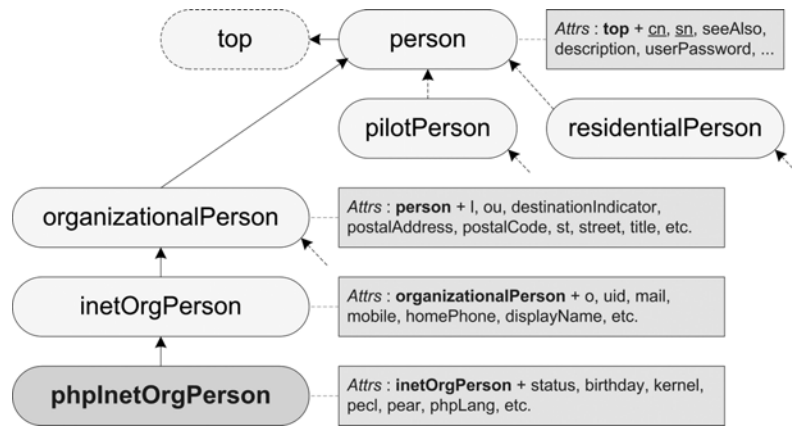 top
person
Attrs : top + cn, sn, seeAlso,
description, userPassword, ...
pilotPerson
residentialPerson
organizationalPerson
Attrs : person + l, ou, destinationIndicator,
postalAddress, postalCode, st, street, title, etc.
inetOrgPerson
Attrs : organizationalPerson + o, uid, mail,
mobile, homePhone, displayName, etc.
phpInetOrgPerson
Attrs : inetOrgPerson + status, birthday, kernel,
pecl, pear, phpLang, etc.